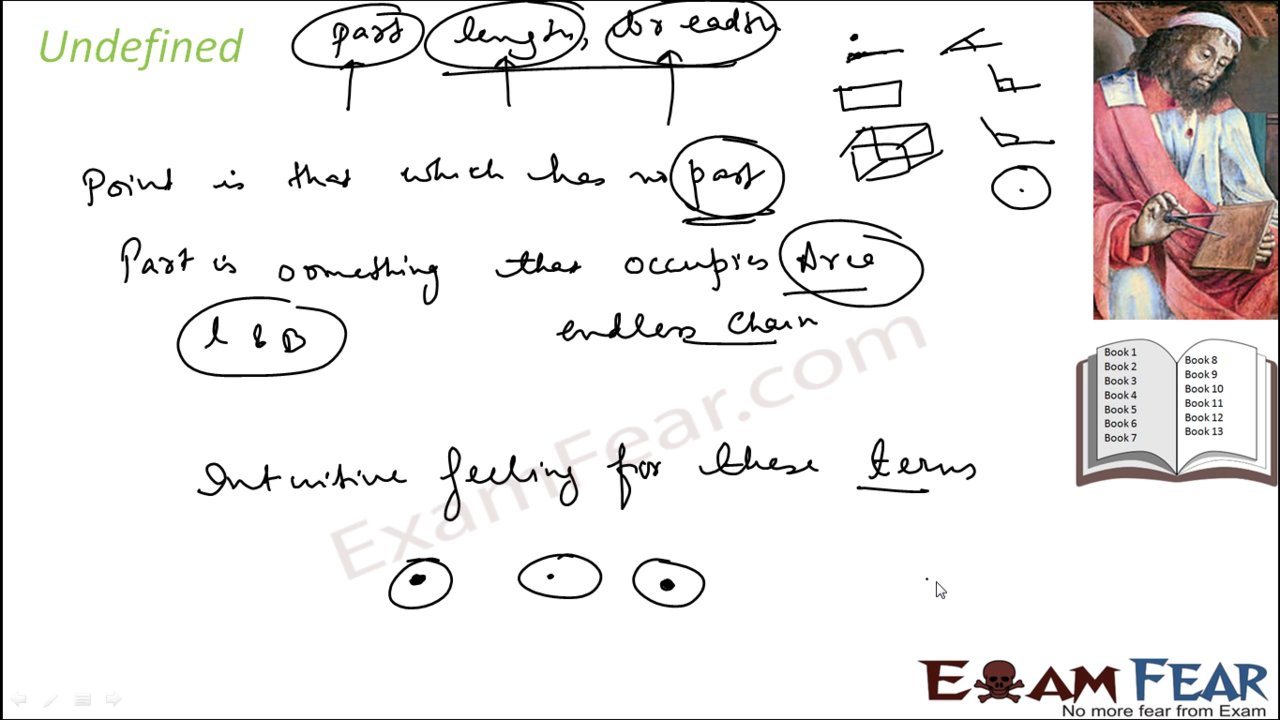 Undefined
part length, breadth
Point is that which has no part
Part is something that occupies Area
l & B
endless chain
Intuitive feeling for these terms
ExamFear.com
Book 1
Book 2
Book 3
Book 4
Book 5
Book 6
Book 7
Book 8
Book 9
Book 10
Book 11
Book 12
Book 13
EXAM FEAR
No more fear from Exam